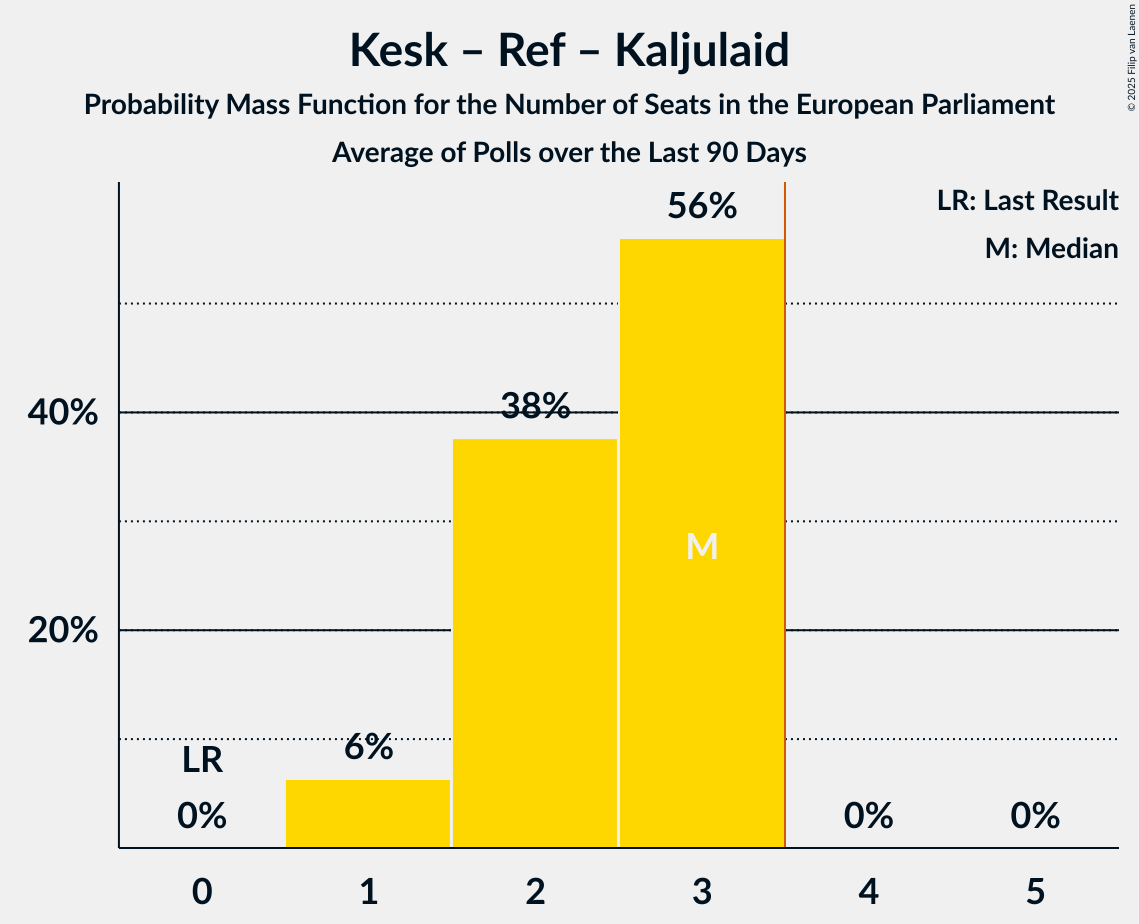 Kesk – Ref – Kaljulaid
Probability Mass Function for the Number of Seats in the European Parliament
Average of Polls over the Last 90 Days
© 2025 Filip van Laenen
LR: Last Result
M: Median
56%
38%
40%
M
20%
6%
LR
0%
0%
0%
0 1 2 3 4 5